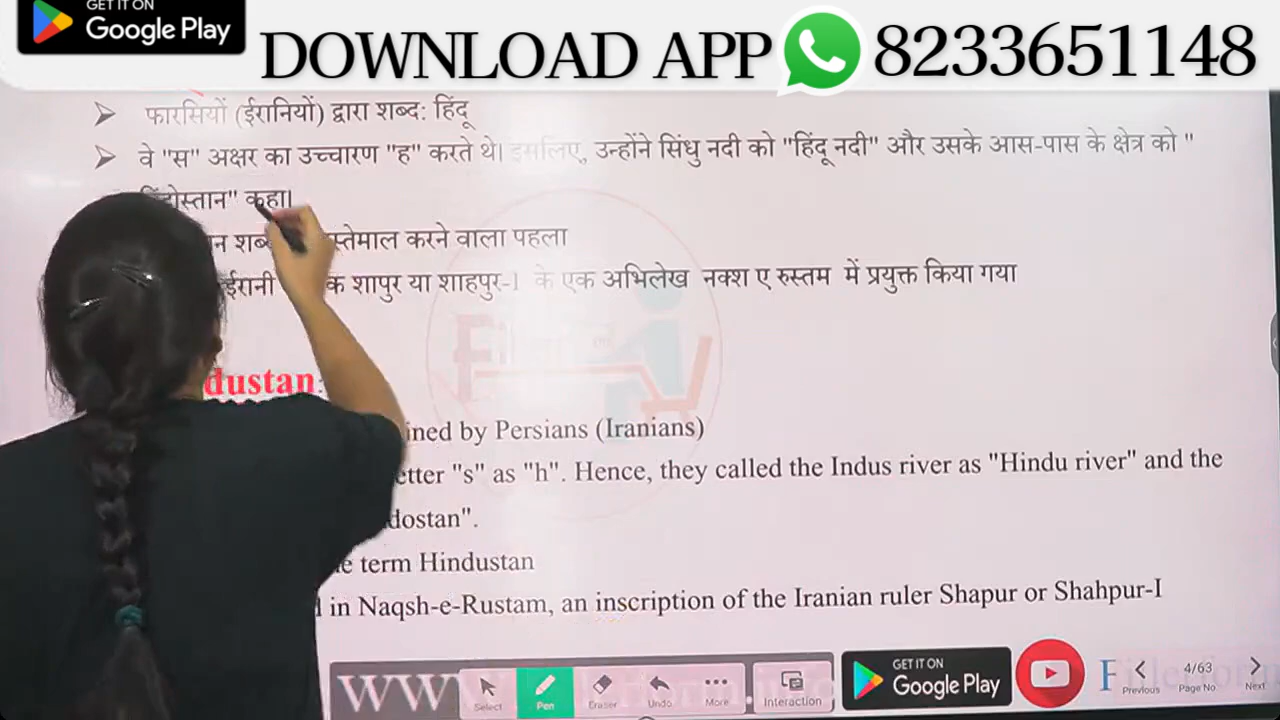 GET IT ON
Google Play
DOWNLOAD APP 8233651148
➢ फारसियों (ईरानियों) द्वारा शब्द: हिंदू
➢ वे "स" अक्षर का उच्चारण "ह" करते थे। इसलिए, उन्होंने सिंधु नदी को "हिंदू नदी" और उसके आस-पास के क्षेत्र को "
कहा।
करने वाला पहला
ईरानी शापुर या शाहपुर-I के एक अभिलेख नक्श ए रुस्तम में प्रयुक्त किया गया
dustan:
ined by Persians (Iranians)
etter "s" as "h". Hence, they called the Indus river as "Hindu river" and the
dostan".
term Hindustan
in Naqsh-e-Rustam, an inscription of the Iranian ruler Shapur or Shahpur-I
WWW
Select
Pen
Eraser
Undo
More
Interaction
GET IT ON
Google Play
Previous
4/63
Page No.
Next